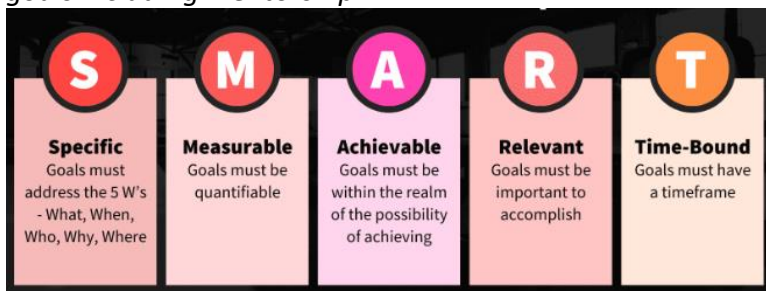 S
M
A
R
T
Specific
Goals must
address the 5 W's
- What, When,
Who, Why, Where
Measurable
Goals must be
quantifiable
Achievable
Goals must be
within the realm
of the possibility
of achieving
Relevant
Goals must be
important to
accomplish
Time-Bound
Goals must have
a timeframe